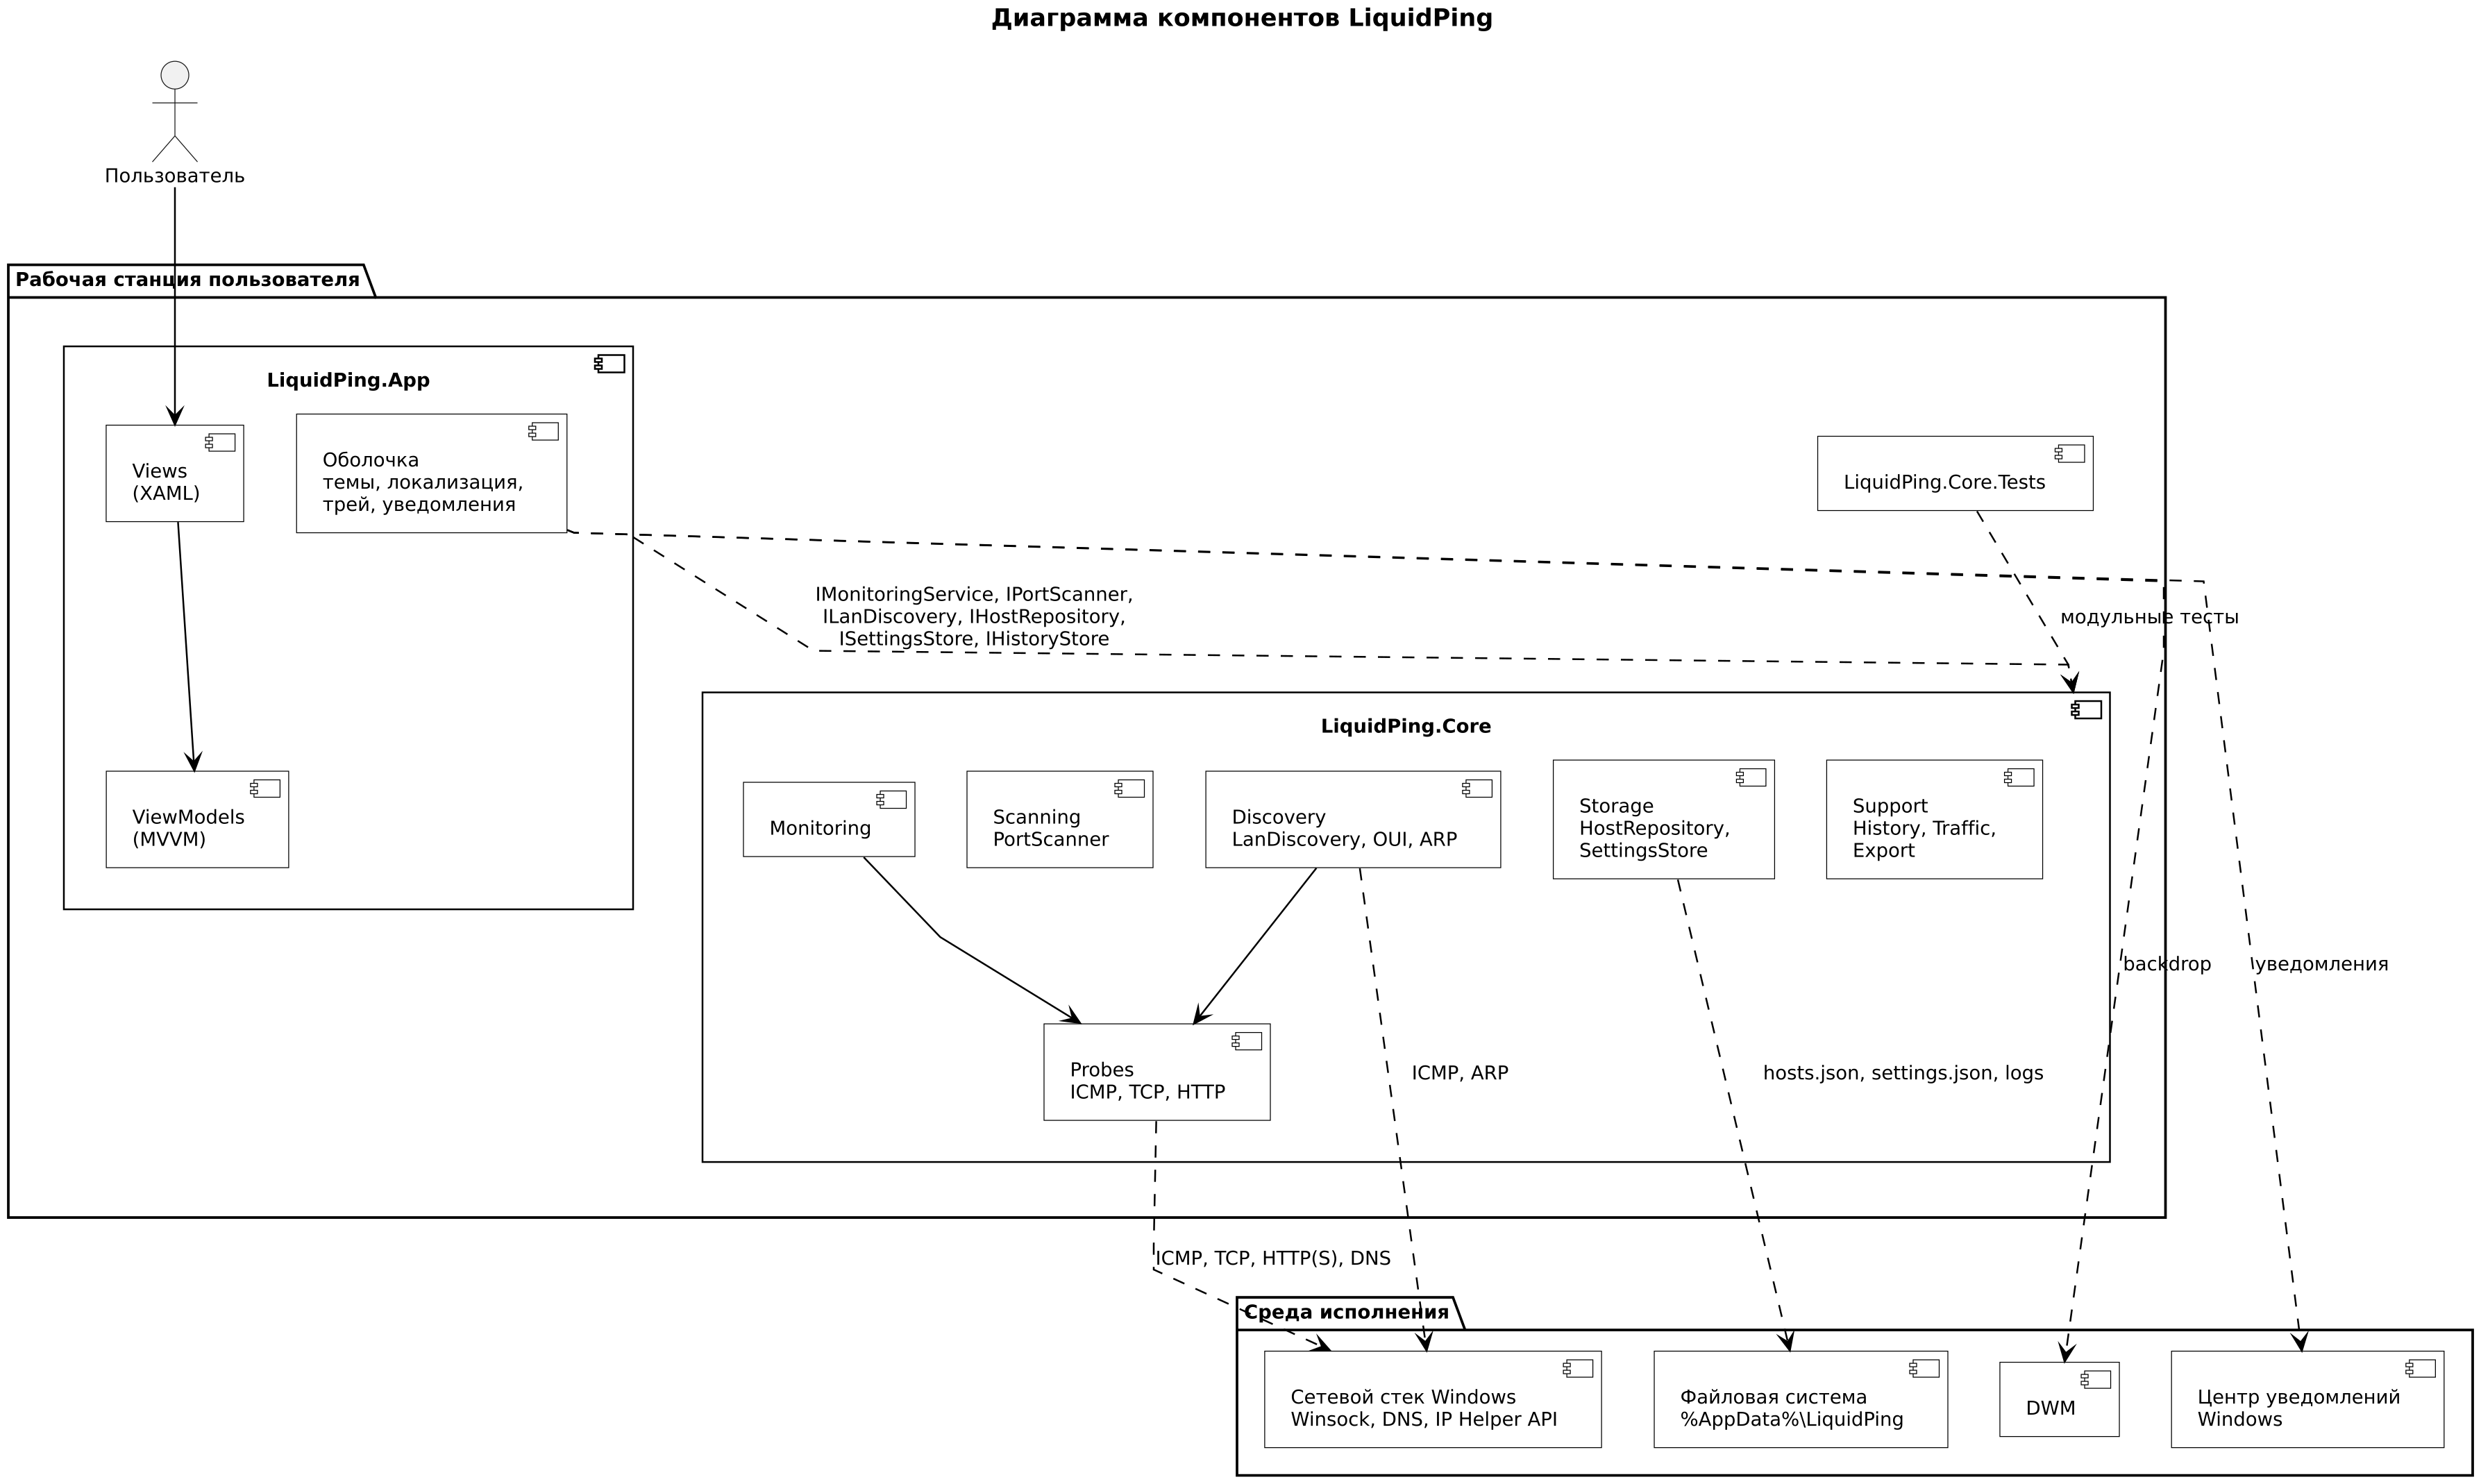 Диаграмма компонентов LiquidPing
Пользователь
Рабочая станция пользователя
LiquidPing.App
Views
(XAML)
Оболочка
темы, локализация,
трей, уведомления
LiquidPing.Core.Tests
IMonitoringService, IPortScanner,
ILanDiscovery, IHostRepository,
ISettingsStore, IHistoryStore
модульные тесты
LiquidPing.Core
ViewModels
(MVVM)
Monitoring
Scanning
PortScanner
Discovery
LanDiscovery, OUI, ARP
Storage
HostRepository,
SettingsStore
Support
History, Traffic,
Export
backdrop
уведомления
Probes
ICMP, TCP, HTTP
ICMP, ARP
hosts.json, settings.json, logs
ICMP, TCP, HTTP(S), DNS
Среда исполнения
Сетевой стек Windows
Winsock, DNS, IP Helper API
Файловая система
%AppData%\LiquidPing
DWM
Центр уведомлений
Windows